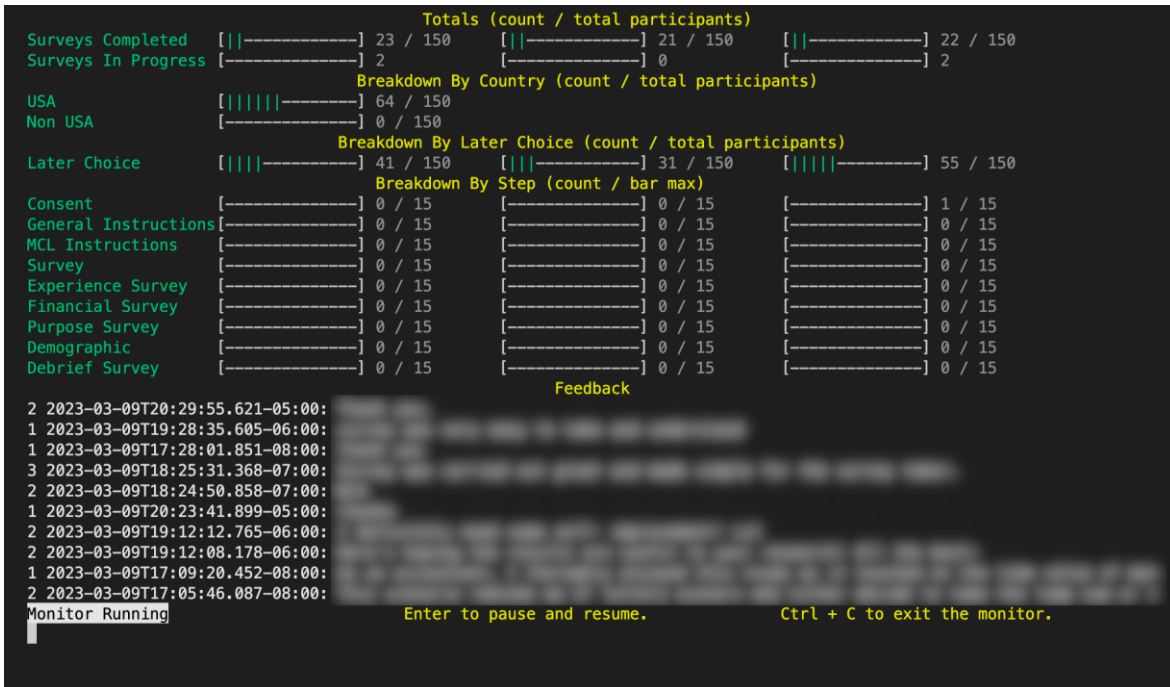 Totals (count / total participants)
Surveys Completed [||------------] 23 / 150 [||------------] 21 / 150 [||------------] 22 / 150
Surveys In Progress [--------------] 2 [--------------] 0 [--------------] 2
Breakdown By Country (count / total participants)
USA [||||||--------] 64 / 150
Non USA [--------------] 0 / 150
Breakdown By Later Choice (count / total participants)
Later Choice [||||----------] 41 / 150 [|||-----------] 31 / 150 [|||||---------] 55 / 150
Breakdown By Step (count / bar max)
Consent [--------------] 0 / 15 [--------------] 0 / 15 [--------------] 1 / 15
General Instructions[--------------] 0 / 15 [--------------] 0 / 15 [--------------] 0 / 15
MCL Instructions [--------------] 0 / 15 [--------------] 0 / 15 [--------------] 0 / 15
Survey [--------------] 0 / 15 [--------------] 0 / 15 [--------------] 0 / 15
Experience Survey [--------------] 0 / 15 [--------------] 0 / 15 [--------------] 0 / 15
Financial Survey [--------------] 0 / 15 [--------------] 0 / 15 [--------------] 0 / 15
Purpose Survey [--------------] 0 / 15 [--------------] 0 / 15 [--------------] 0 / 15
Demographic [--------------] 0 / 15 [--------------] 0 / 15 [--------------] 0 / 15
Debrief Survey [--------------] 0 / 15 [--------------] 0 / 15 [--------------] 0 / 15
Feedback
2 2023-03-09T20:29:55.621-05:00:
1 2023-03-09T19:28:35.605-06:00:
1 2023-03-09T17:28:01.851-08:00:
3 2023-03-09T18:25:31.368-07:00:
2 2023-03-09T18:24:50.858-07:00:
1 2023-03-09T20:23:41.899-05:00:
2 2023-03-09T19:12:12.765-06:00:
2 2023-03-09T19:12:08.178-06:00:
1 2023-03-09T17:09:20.452-08:00:
2 2023-03-09T17:05:46.087-08:00:
Monitor Running Enter to pause and resume. Ctrl + C to exit the monitor.